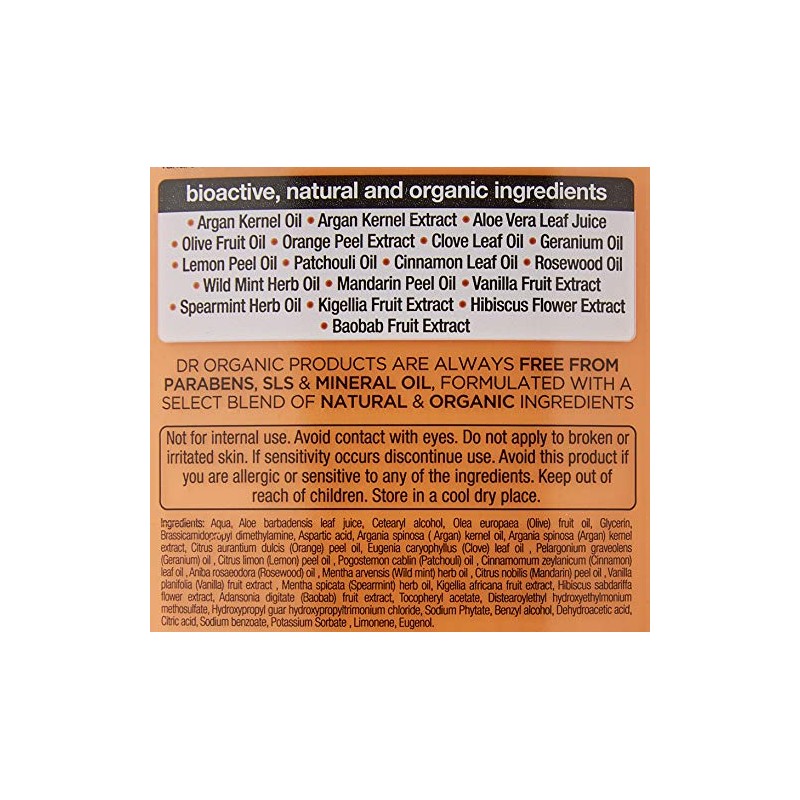 bioactive, natural and organic ingredients
• Argan Kernel Oil • Argan Kernel Extract • Aloe Vera Leaf Juice
• Olive Fruit Oil • Orange Peel Extract • Clove Leaf Oil • Geranium Oil
• Lemon Peel Oil • Patchouli Oil • Cinnamon Leaf Oil • Rosewood Oil
• Wild Mint Herb Oil • Mandarin Peel Oil • Vanilla Fruit Extract
• Spearmint Herb Oil • Kigellia Fruit Extract • Hibiscus Flower Extract
• Baobab Fruit Extract
DR ORGANIC PRODUCTS ARE ALWAYS FREE FROM
PARABENS, SLS & MINERAL OIL, FORMULATED WITH A
SELECT BLEND OF NATURAL & ORGANIC INGREDIENTS
Not for internal use. Avoid contact with eyes. Do not apply to broken or
irritated skin. If sensitivity occurs discontinue use. Avoid this product if
you are allergic or sensitive to any of the ingredients. Keep out of
reach of children. Store in a cool dry place.
Ingredients: Aqua, Aloe barbadensis leaf juice, Cetearyl alcohol, Olea europaea (Olive) fruit oil, Glycerin,
Brassicamidopropyl dimethylamine, Aspartic acid, Argania spinosa ( Argan) kernel oil, Argania spinosa (Argan) kernel
extract, Citrus aurantium dulcis (Orange) peel oil, Eugenia caryophyllus (Clove) leaf oil , Pelargonium graveolens
(Geranium) oil , Citrus limon (Lemon) peel oil , Pogostemon cablin (Patchouli) oil , Cinnamomum zeylanicum (Cinnamon)
leaf oil , Aniba rosaeodora (Rosewood) oil , Mentha arvensis (Wild mint) herb oil , Citrus nobilis (Mandarin) peel oil , Vanilla
planifolia (Vanilla) fruit extract , Mentha spicata (Spearmint) herb oil, Kigellia africana fruit extract, Hibiscus sabdariffa
flower extract, Adansonia digitate (Baobab) fruit extract, Tocopheryl acetate, Distearoylethyl hydroxyethylmonium
methosulfate, Hydroxypropyl guar hydroxypropyltrimonium chloride, Sodium Phytate, Benzyl alcohol, Dehydroacetic acid,
Citric acid, Sodium benzoate, Potassium Sorbate , Limonene, Eugenol.